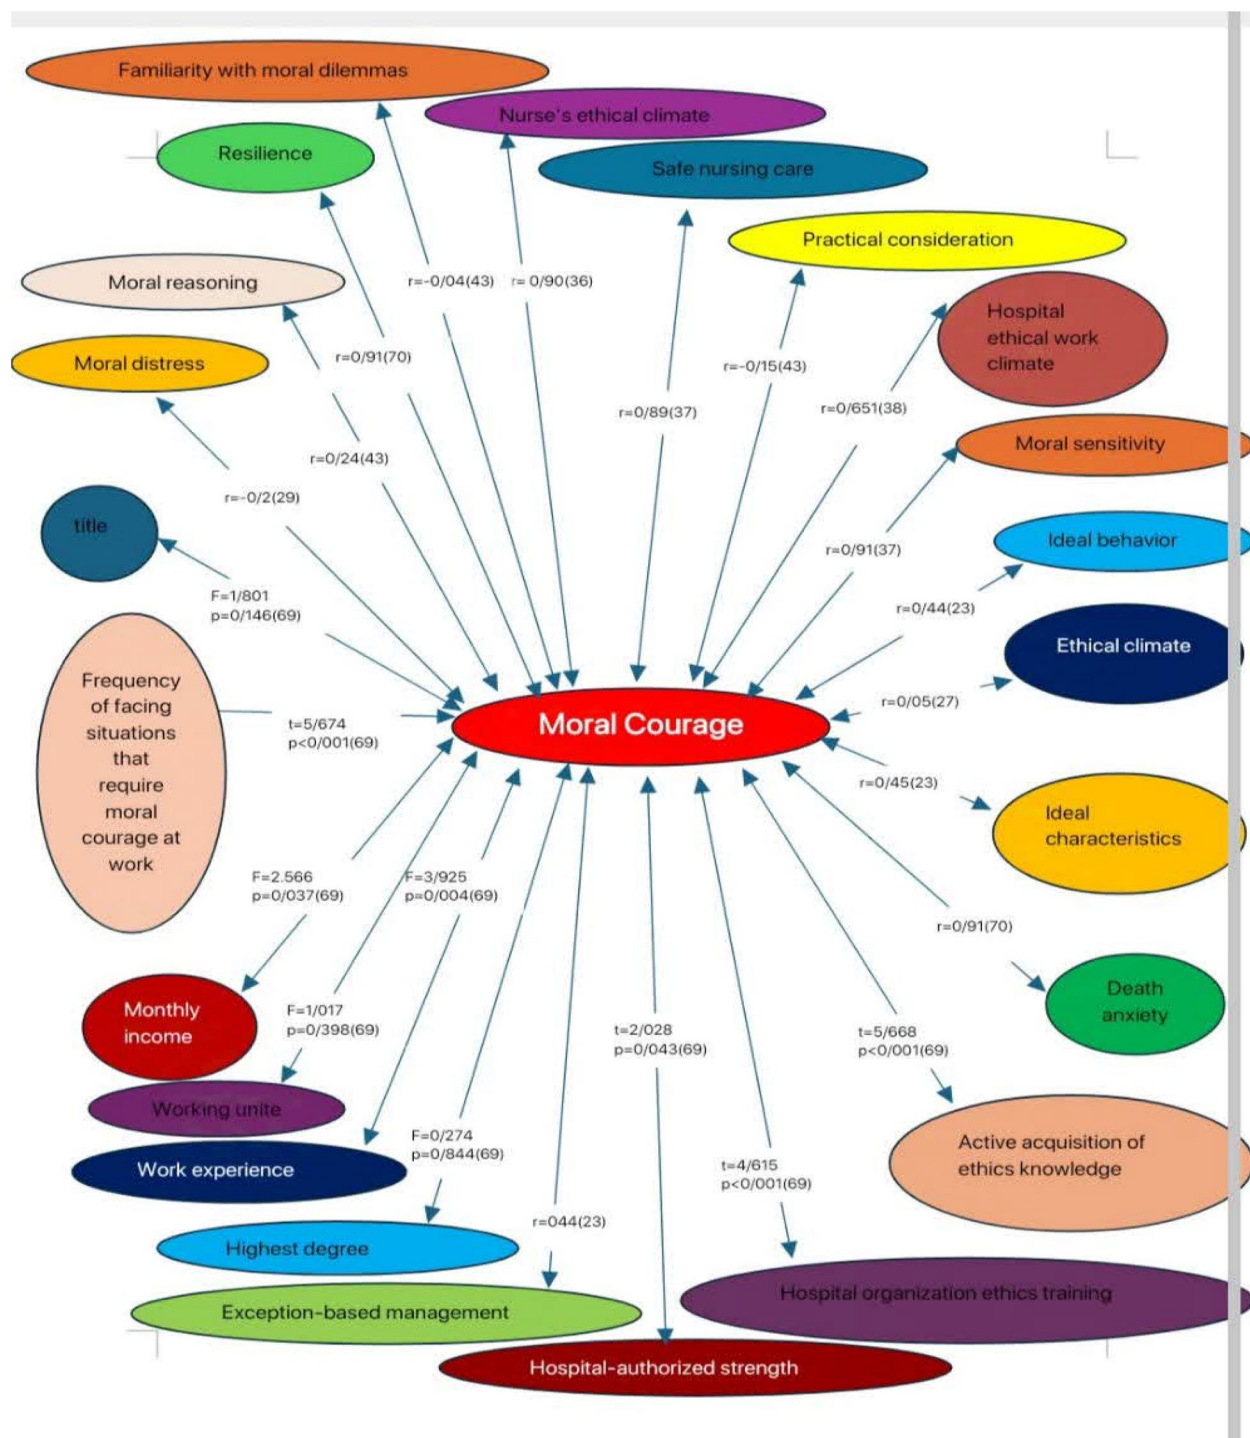 Familiarity with moral dilemmas
Nurse's ethical climate
Resilience
Safe nursing care
Practical consideration
Moral reasoning
r=-0/04(43)
r= 0/90(36)
Hospital
ethical work
climate
Moral distress
r=0/91(70)
r=-0/15(43)
r=0/89(37)
r=0/651(38)
Moral sensitivity
r=0/24(43)
r=-0/2(29)
title
Ideal behavior
r=0/91(37)
F=1/801
p=0/146(69)
r=0/44(23)
Ethical climate
Frequency
of facing
situations
that
require
moral
courage at
work
t=5/674
p<0/001(69)
Moral Courage
r=0/05(27)
r=0/45(23)
Ideal
characteristics
F=2.566
p=0/037(69)
F=3/925
p=0/004(69)
r=0/91(70)
Monthly
income
F=1/017
p=0/398(69)
t=2/028
p=0/043(69)
t=5/668
p<0/001(69)
Death
anxiety
Working unite
Work experience
F=0/274
p=0/844(69)
t=4/615
p<0/001(69)
Active acquisition of
ethics knowledge
Highest degree
r=044(23)
Exception-based management
Hospital organization ethics training
Hospital-authorized strength